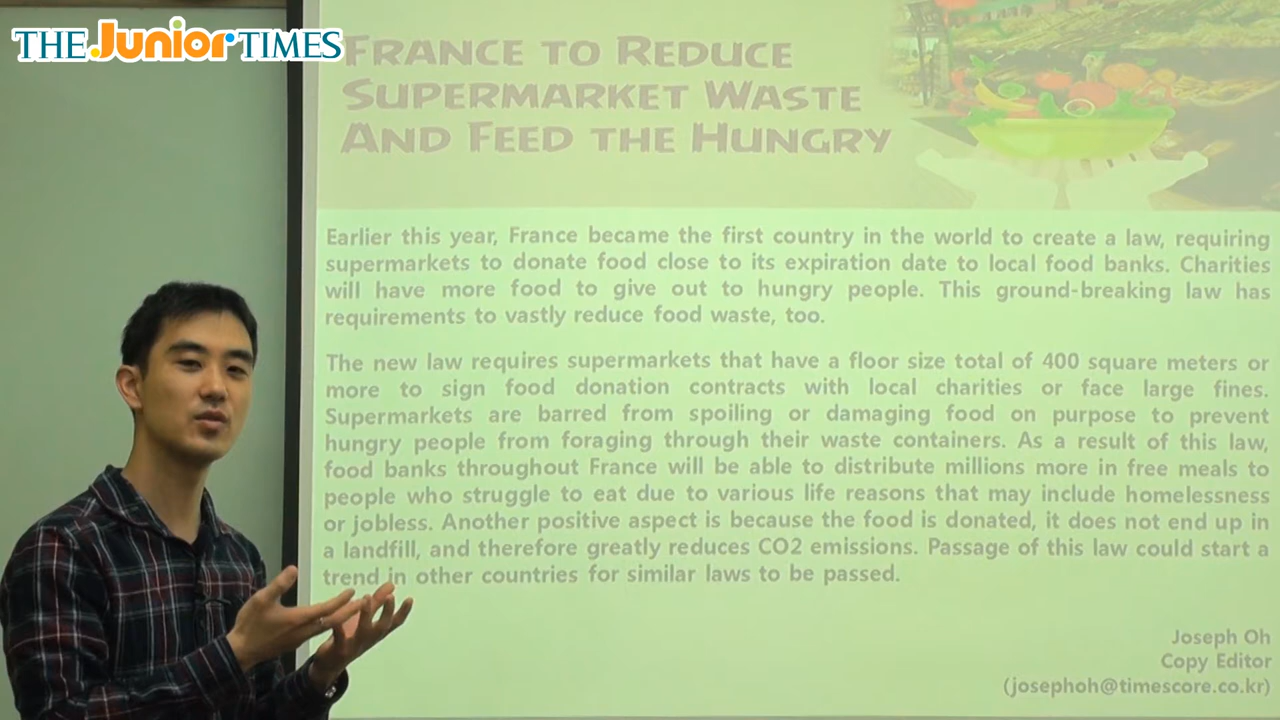 THE Junior TIMES
FRANCE TO REDUCE
SUPERMARKET WASTE
AND FEED THE HUNGRY
Earlier this year, France became the first country in the world to create a law, requiring
supermarkets to donate food close to its expiration date to local food banks. Charities
will have more food to give out to hungry people. This ground-breaking law has
requirements to vastly reduce food waste, too.
The new law requires supermarkets that have a floor size total of 400 square meters or
more to sign food donation contracts with local charities or face large fines.
Supermarkets are barred from spoiling or damaging food on purpose to prevent
hungry people from foraging through their waste containers. As a result of this law,
food banks throughout France will be able to distribute millions more in free meals to
people who struggle to eat due to various life reasons that may include homelessness
or jobless. Another positive aspect is because the food is donated, it does not end up in
a landfill, and therefore greatly reduces CO2 emissions. Passage of this law could start a
trend in other countries for similar laws to be passed.
Joseph Oh
Copy Editor
(josephoh@timescore.co.kr)